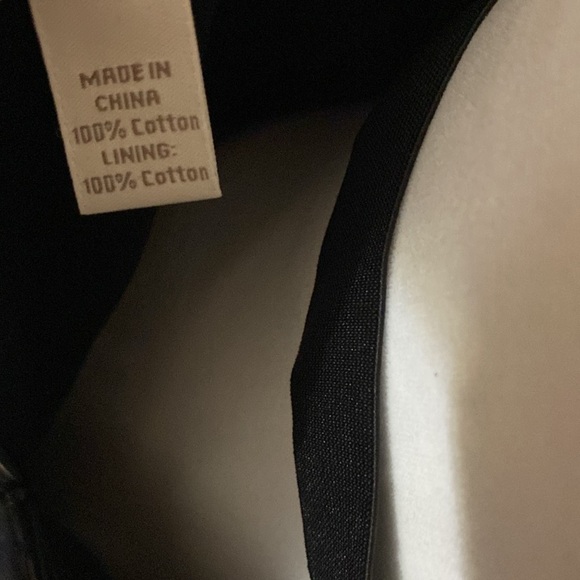 MADE IN
CHINA
100% Cotton
LINING:
100% Cotton